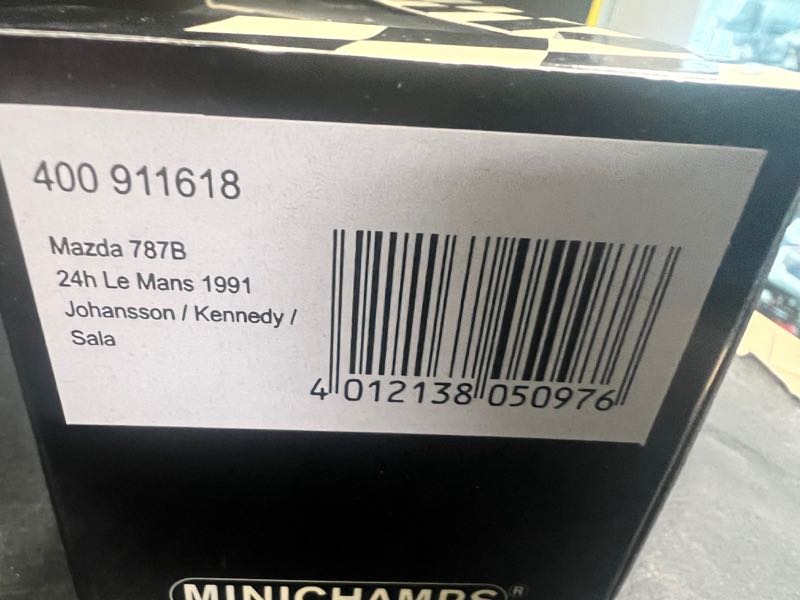 400 911618
Mazda 787B
24h Le Mans 1991
Johansson / Kennedy /
Sala
4 012138 050976
MINICHAMPS®